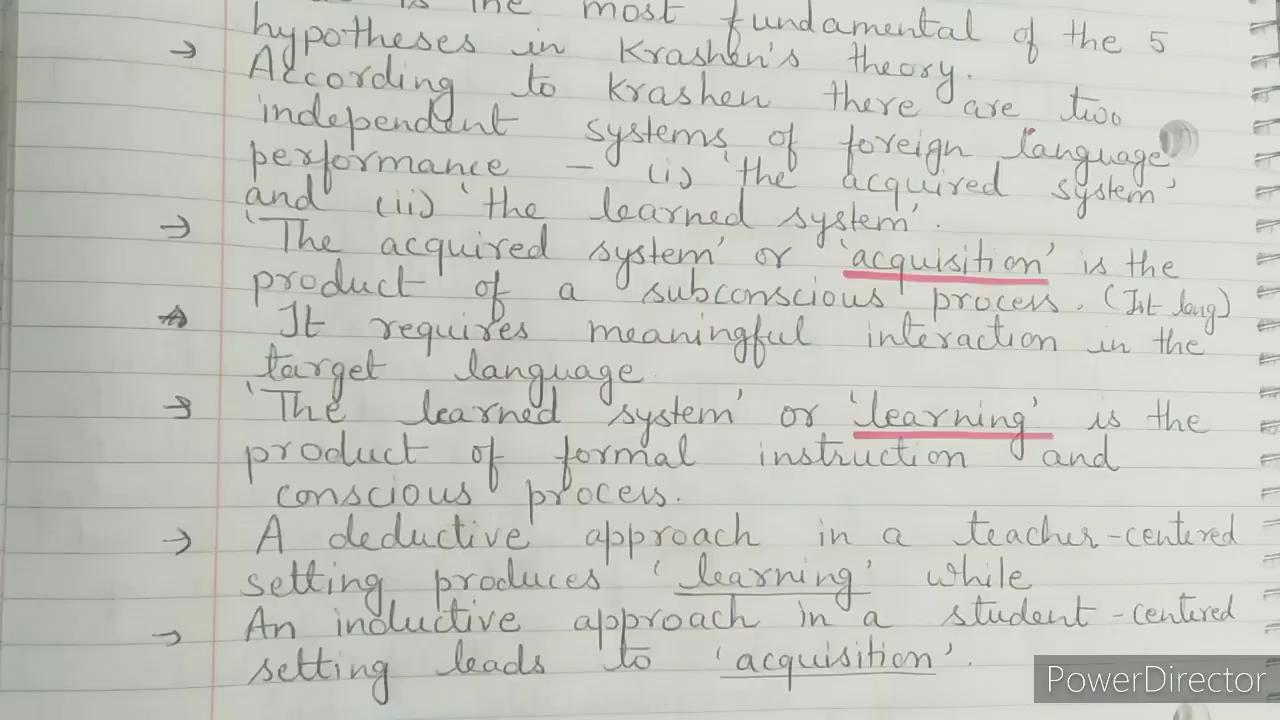 is the most fundamental of the 5
hypotheses in Krashen's theory.
→ According to Krashen there are two
independent systems of foreign language
performance – (i) 'the acquired system'
and (ii) 'the learned system'.
→ 'The acquired system' or 'acquisition' is the
product of a subconscious process. (Ist lang)
→ It requires meaningful interaction in the
target language.
→ 'The learned system' or 'learning' is the
product of formal instruction and
conscious process.
→ A deductive approach in a teacher-centered
setting produces 'learning' while
→ An inductive approach in a student-centered
setting leads to 'acquisition'.
PowerDirector